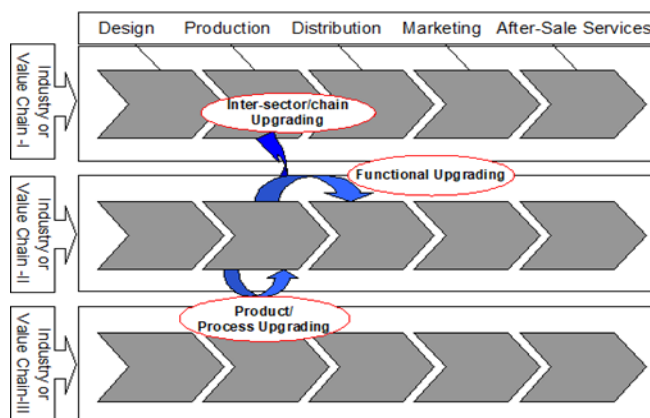 Design Production Distribution Marketing After-Sale Services
Industry or
Value Chain -I
Inter-sector/chain
Upgrading
Functional Upgrading
Industry or
Value Chain -II
Product/
Process Upgrading
Industry or
Value Chain-III